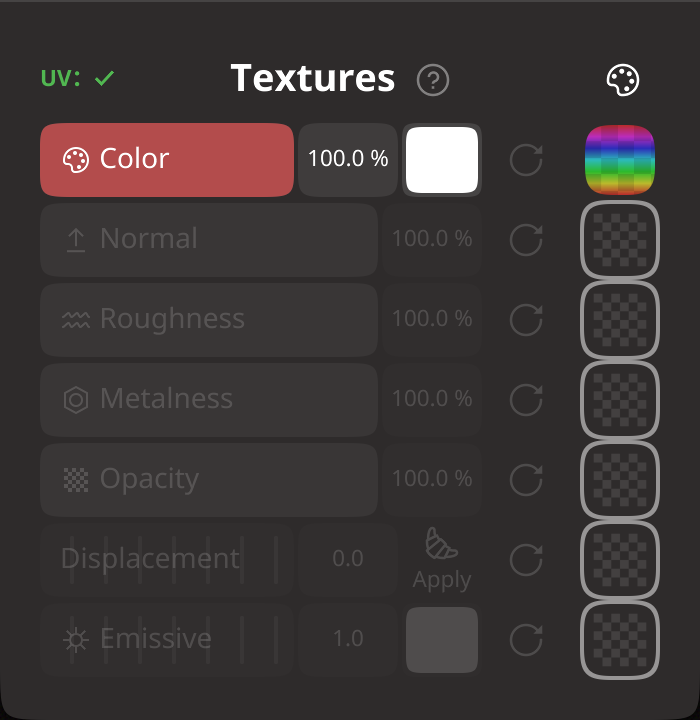 UV: Textures ?
Color 100.0 %
Normal 100.0 %
Roughness 100.0 %
Metalness 100.0 %
Opacity 100.0 %
Displacement 0.0 Apply
Emissive 1.0